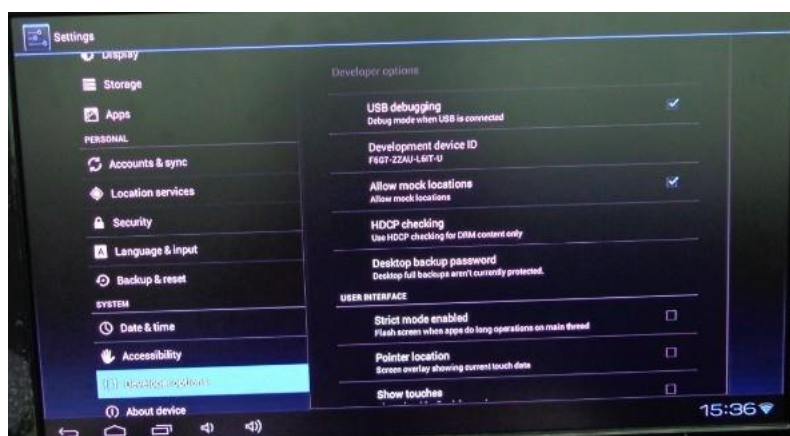 Settings
Display
Storage
Apps
PERSONAL
Accounts & sync
Location services
Security
Language & input
Backup & reset
SYSTEM
Date & time
Accessibility
{ } Developer options
About device
Developer options
USB debugging
Debug mode when USB is connected
Development device ID
F6GT-ZZAU-L6IT-U
Allow mock locations
Allow mock locations
HDCP checking
Use HDCP checking for DRM content only
Desktop backup password
Desktop full backups aren't currently protected.
USER INTERFACE
Strict mode enabled
Flash screen when apps do long operations on main thread
Pointer location
Screen overlay showing current touch data
Show touches
15:36